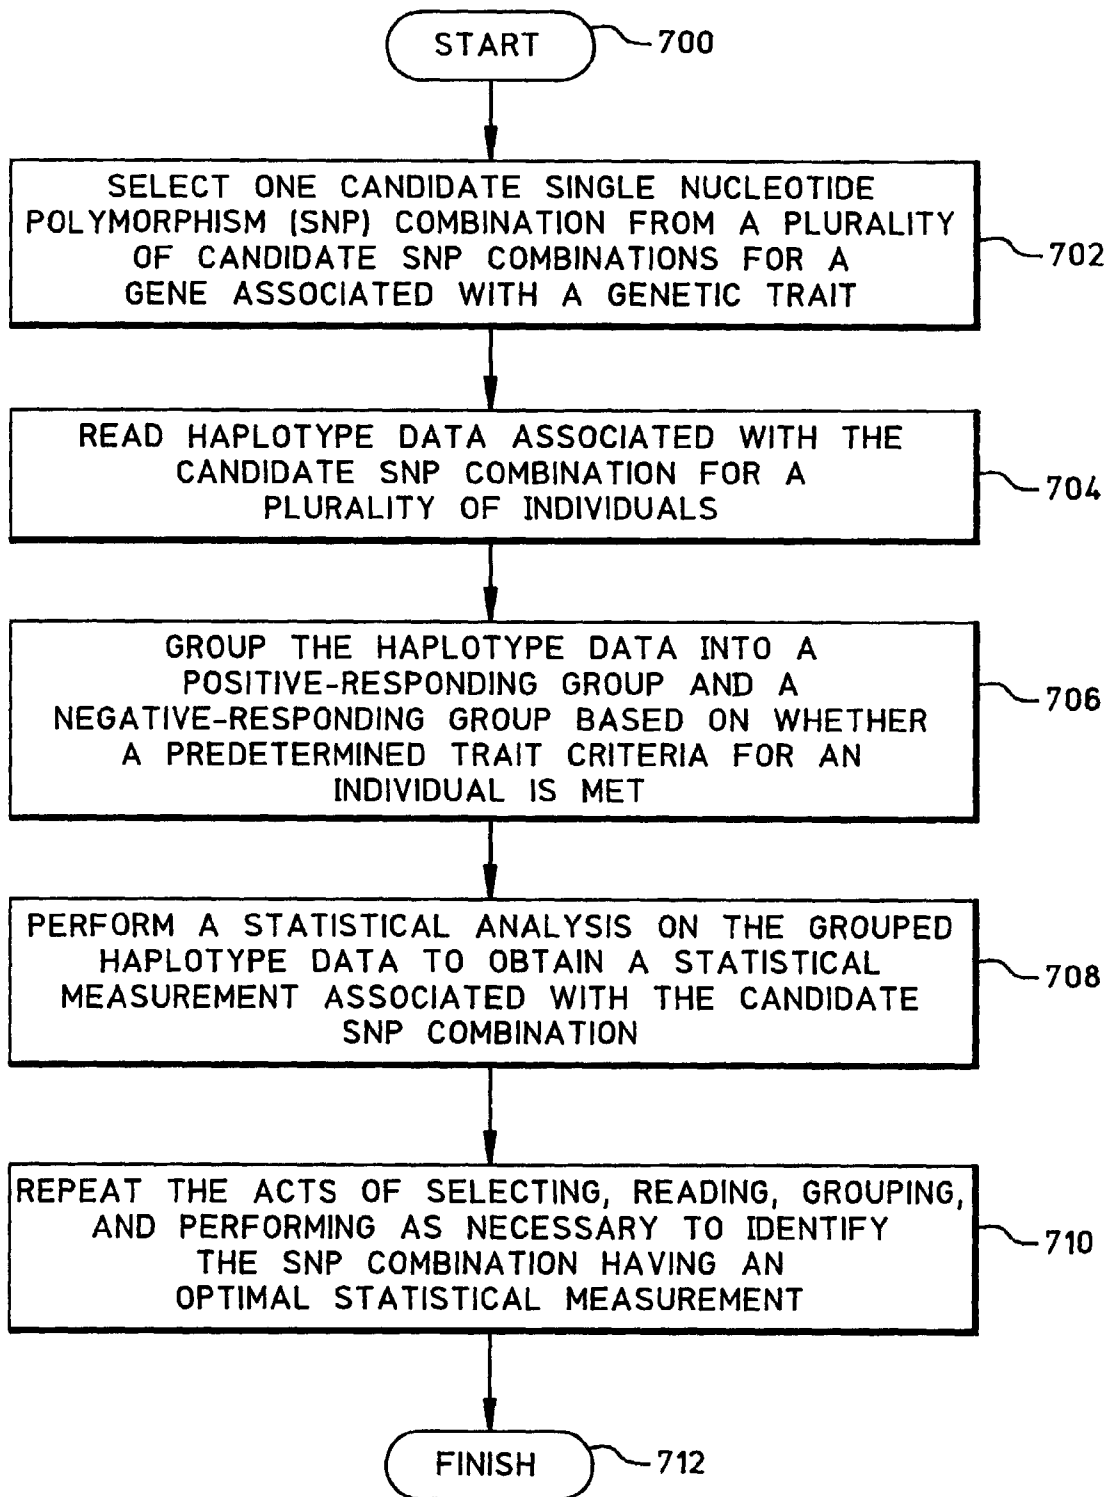 START
700
SELECT ONE CANDIDATE SINGLE NUCLEOTIDE
POLYMORPHISM (SNP) COMBINATION FROM A PLURALITY
OF CANDIDATE SNP COMBINATIONS FOR A
GENE ASSOCIATED WITH A GENETIC TRAIT
702
READ HAPLOTYPE DATA ASSOCIATED WITH THE
CANDIDATE SNP COMBINATION FOR A
PLURALITY OF INDIVIDUALS
704
GROUP THE HAPLOTYPE DATA INTO A
POSITIVE-RESPONDING GROUP AND A
NEGATIVE-RESPONDING GROUP BASED ON WHETHER
A PREDETERMINED TRAIT CRITERIA FOR AN
INDIVIDUAL IS MET
706
PERFORM A STATISTICAL ANALYSIS ON THE GROUPED
HAPLOTYPE DATA TO OBTAIN A STATISTICAL
MEASUREMENT ASSOCIATED WITH THE CANDIDATE
SNP COMBINATION
708
REPEAT THE ACTS OF SELECTING, READING, GROUPING,
AND PERFORMING AS NECESSARY TO IDENTIFY
THE SNP COMBINATION HAVING AN
OPTIMAL STATISTICAL MEASUREMENT
710
FINISH
712